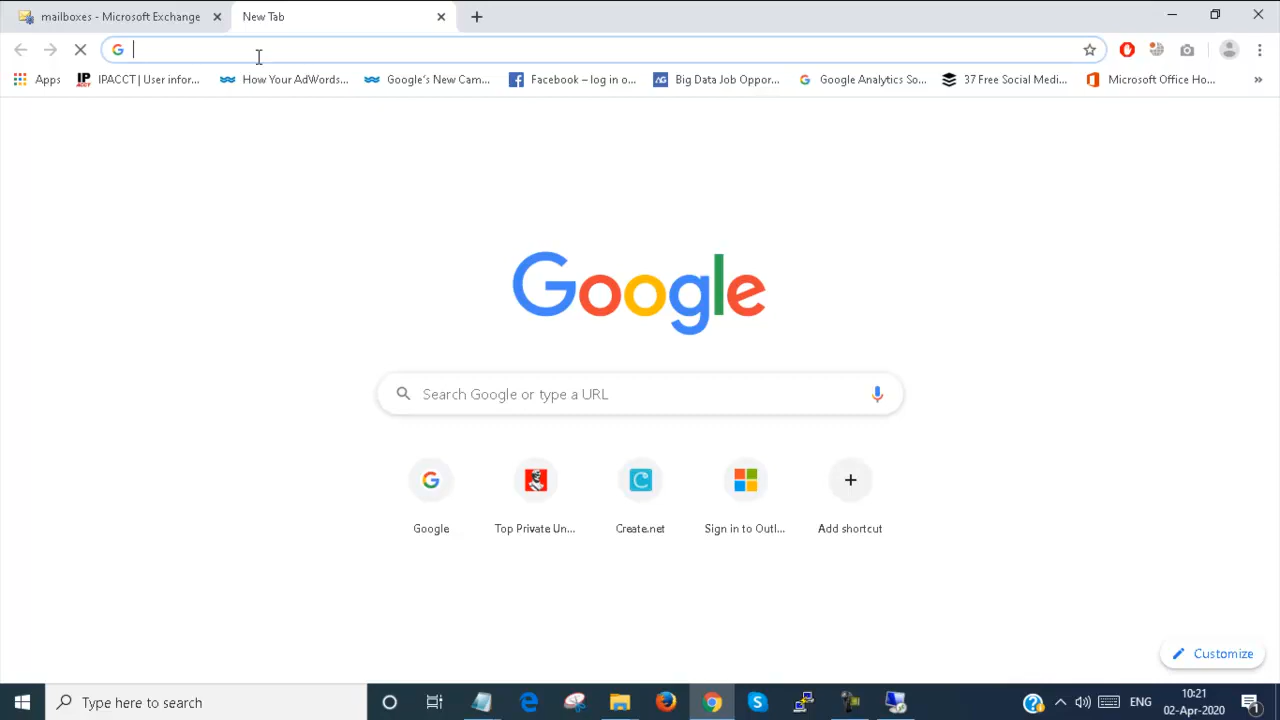 mailboxes - Microsoft Exchange
New Tab
Apps
IPACCT | User infor...
How Your AdWords...
Google's New Cam...
Facebook – log in o...
Big Data Job Oppor...
Google Analytics So...
37 Free Social Medi...
Microsoft Office Ho...
»
Google
Search Google or type a URL
Google
Top Private Un...
Create.net
Sign in to Outl...
Add shortcut
Customize
Type here to search
ENG
10:21
02-Apr-2020